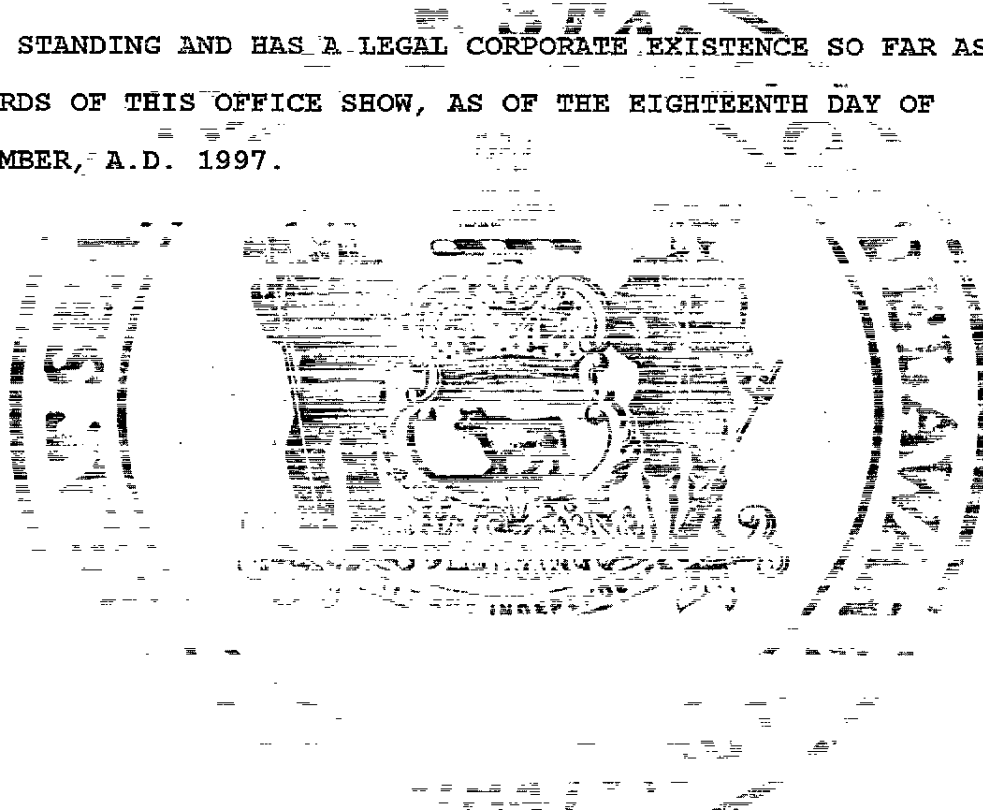 STANDING AND HAS A LEGAL CORPORATE EXISTENCE SO FAR AS
RDS OF THIS OFFICE SHOW, AS OF THE EIGHTEENTH DAY OF
MBER, A.D. 1997.